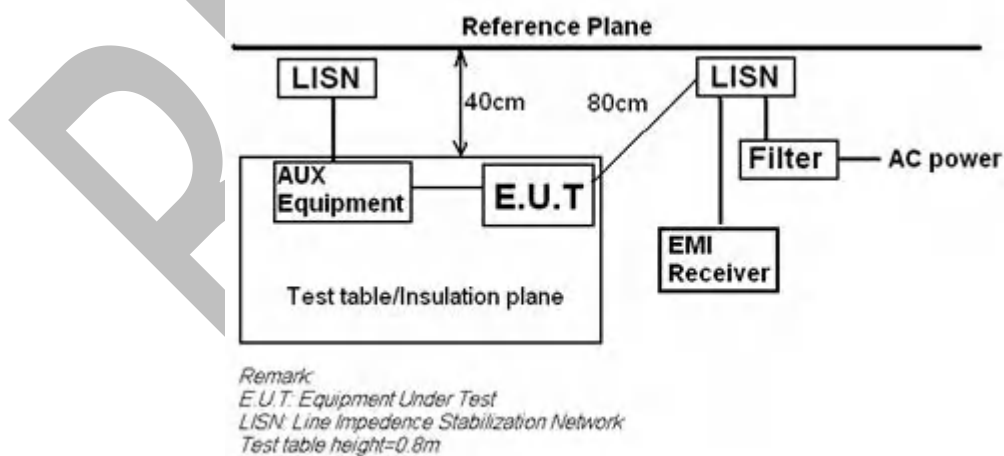 Reference Plane
LISN
LISN
40cm
80cm
Filter
AC power
AUX
Equipment
E.U.T
EMI
Receiver
Test table/Insulation plane
Remark
E.U.T: Equipment Under Test
LISN: Line Impedence Stabilization Network
Test table height=0.8m